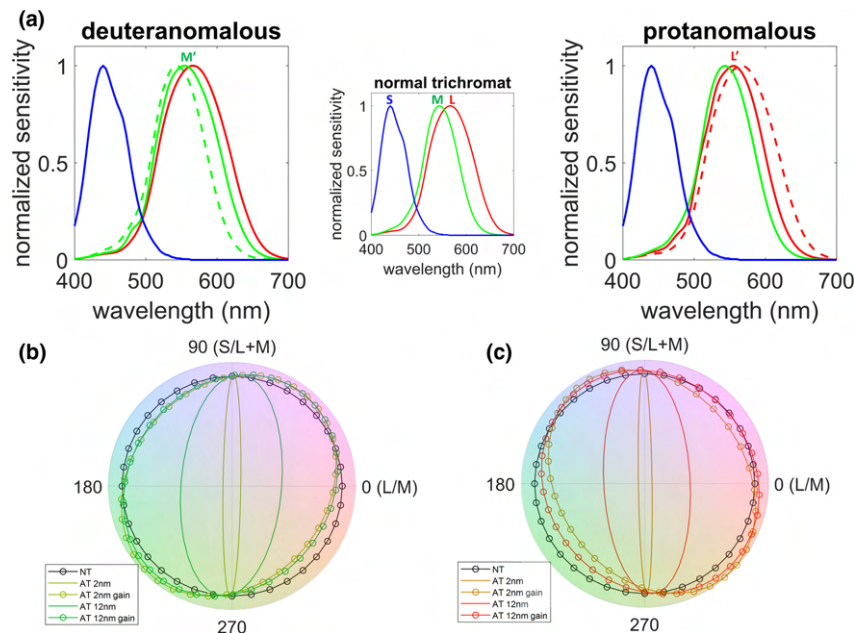 (a)
deuteranomalous
M'
1
0.5
0
400 500 600 700
wavelength (nm)
normalized sensitivity
normal trichromat
S M L
1
0.5
0
400 500 600 700
wavelength (nm)
normalized sensitivity
protanomalous
L'
1
0.5
0
400 500 600 700
wavelength (nm)
normalized sensitivity
(b)
90 (S/L+M)
180
0 (L/M)
270
NT
AT 2nm
AT 2nm gain
AT 12nm
AT 12nm gain
(c)
90 (S/L+M)
180
0 (L/M)
270
NT
AT 2nm
AT 2nm gain
AT 12nm
AT 12nm gain